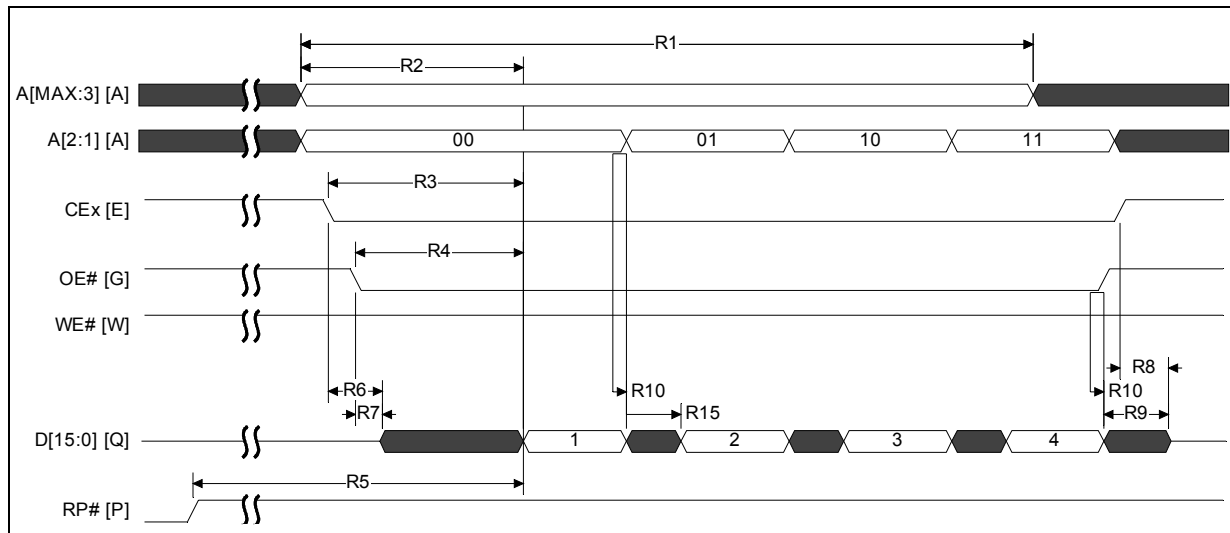 R1
R2
A[MAX:3] [A]
A[2:1] [A]
00 01 10 11
R3
CEx [E]
R4
OE# [G]
WE# [W]
R6 R10 R8
R7 R15 R10
R9
D[15:0] [Q]
1 2 3 4
R5
RP# [P]